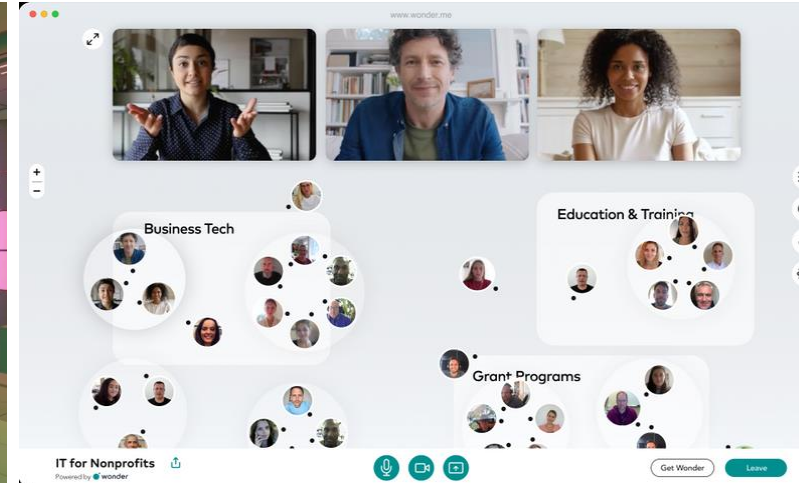 www.wonder.me
+
−
Business Tech
Education & Training
Grant Programs
IT for Nonprofits
Powered by wonder
Get Wonder
Leave